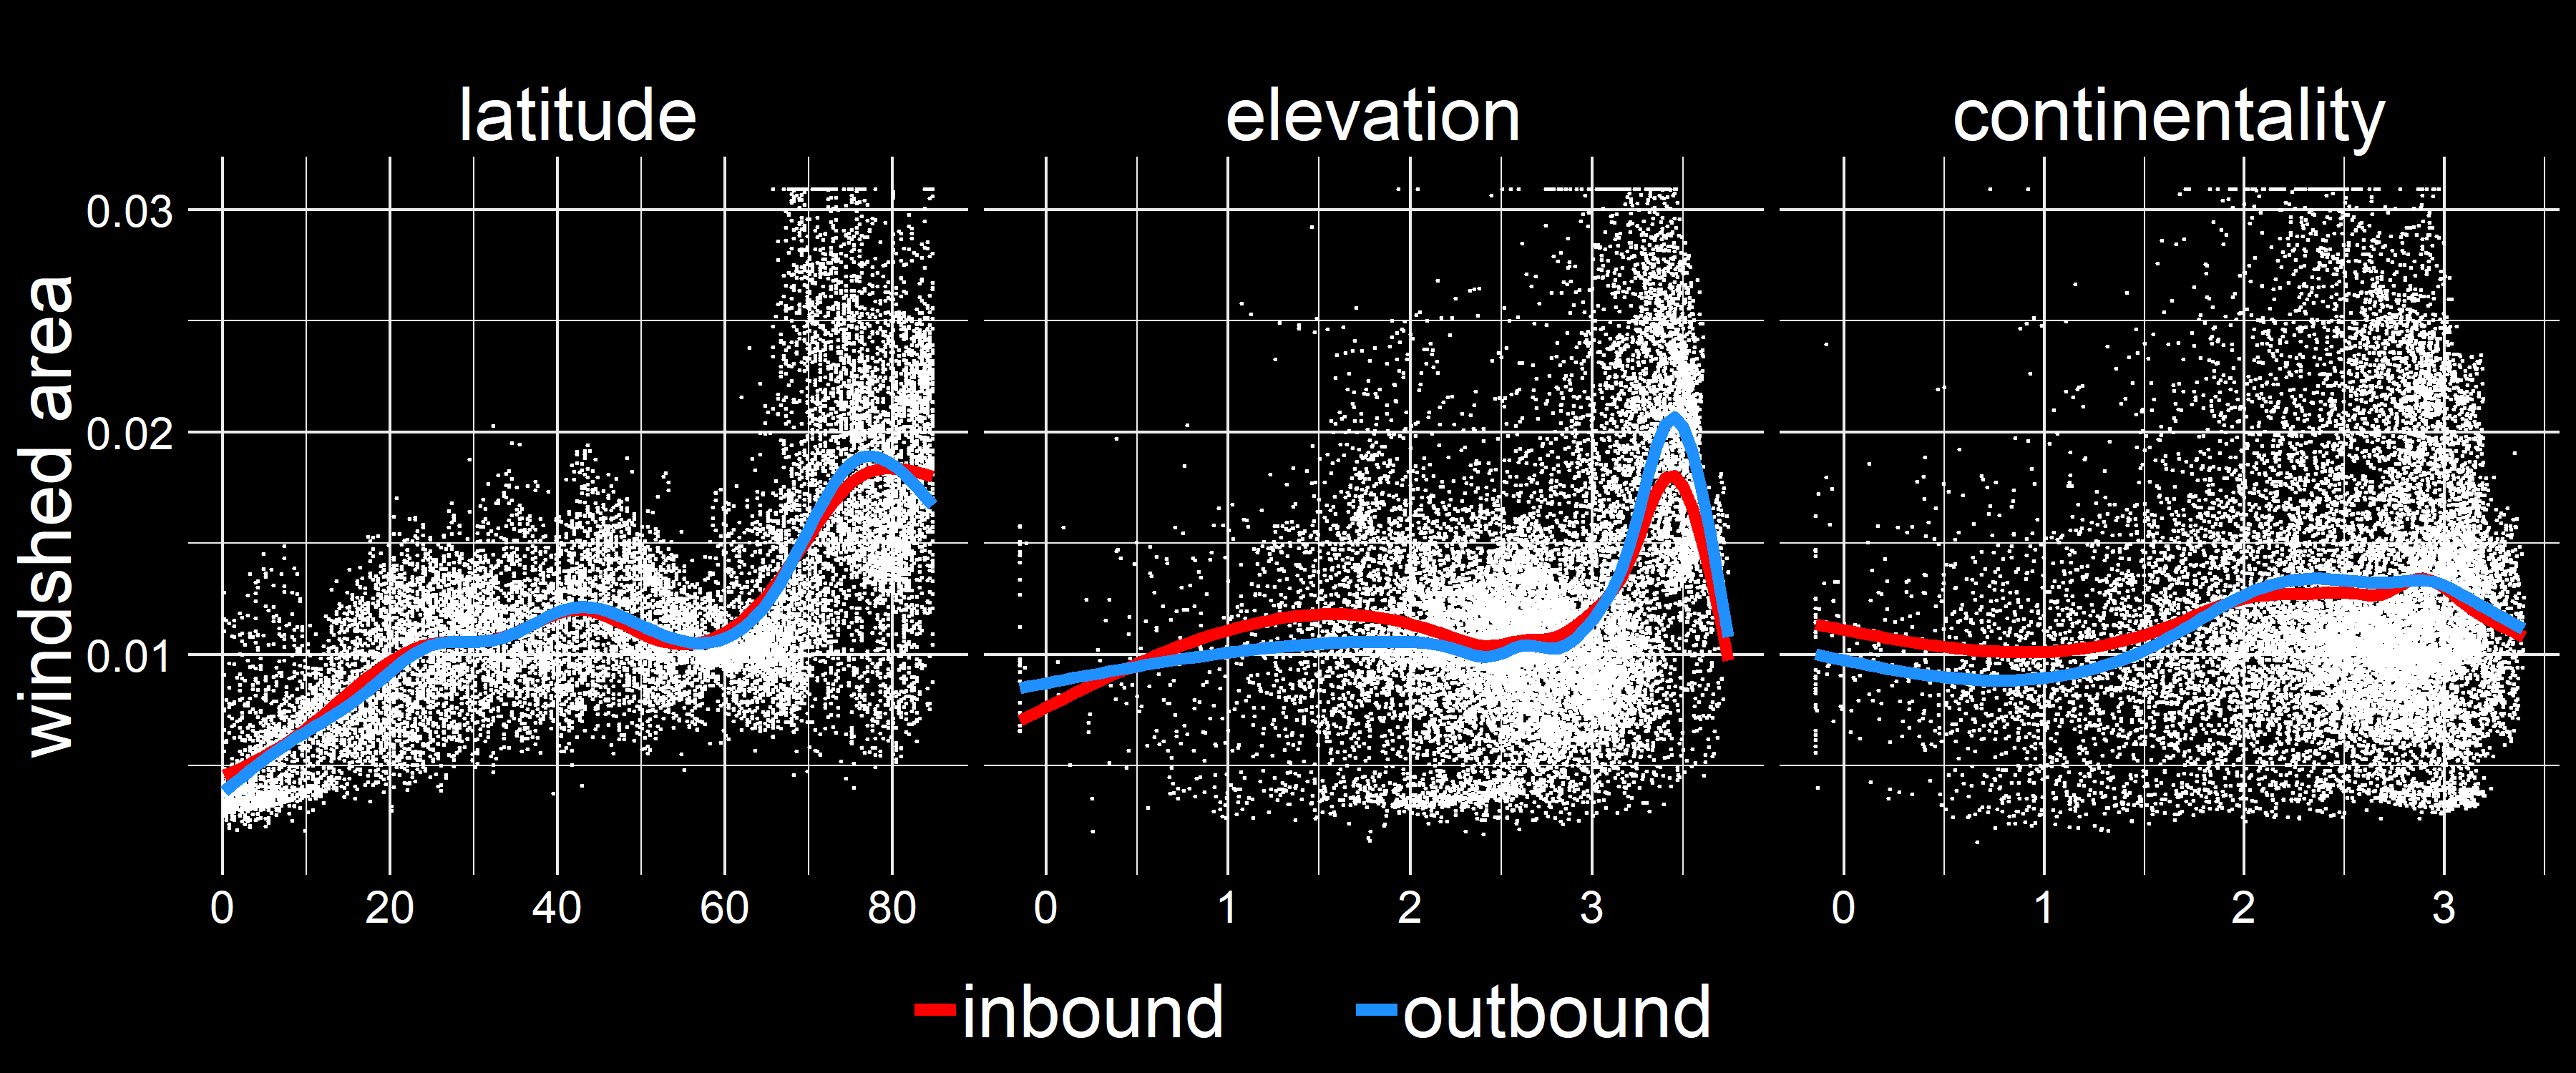 latitude elevation continentality
windshed area
0.03
0.02
0.01
0 20 40 60 80 0 1 2 3 0 1 2 3
inbound outbound